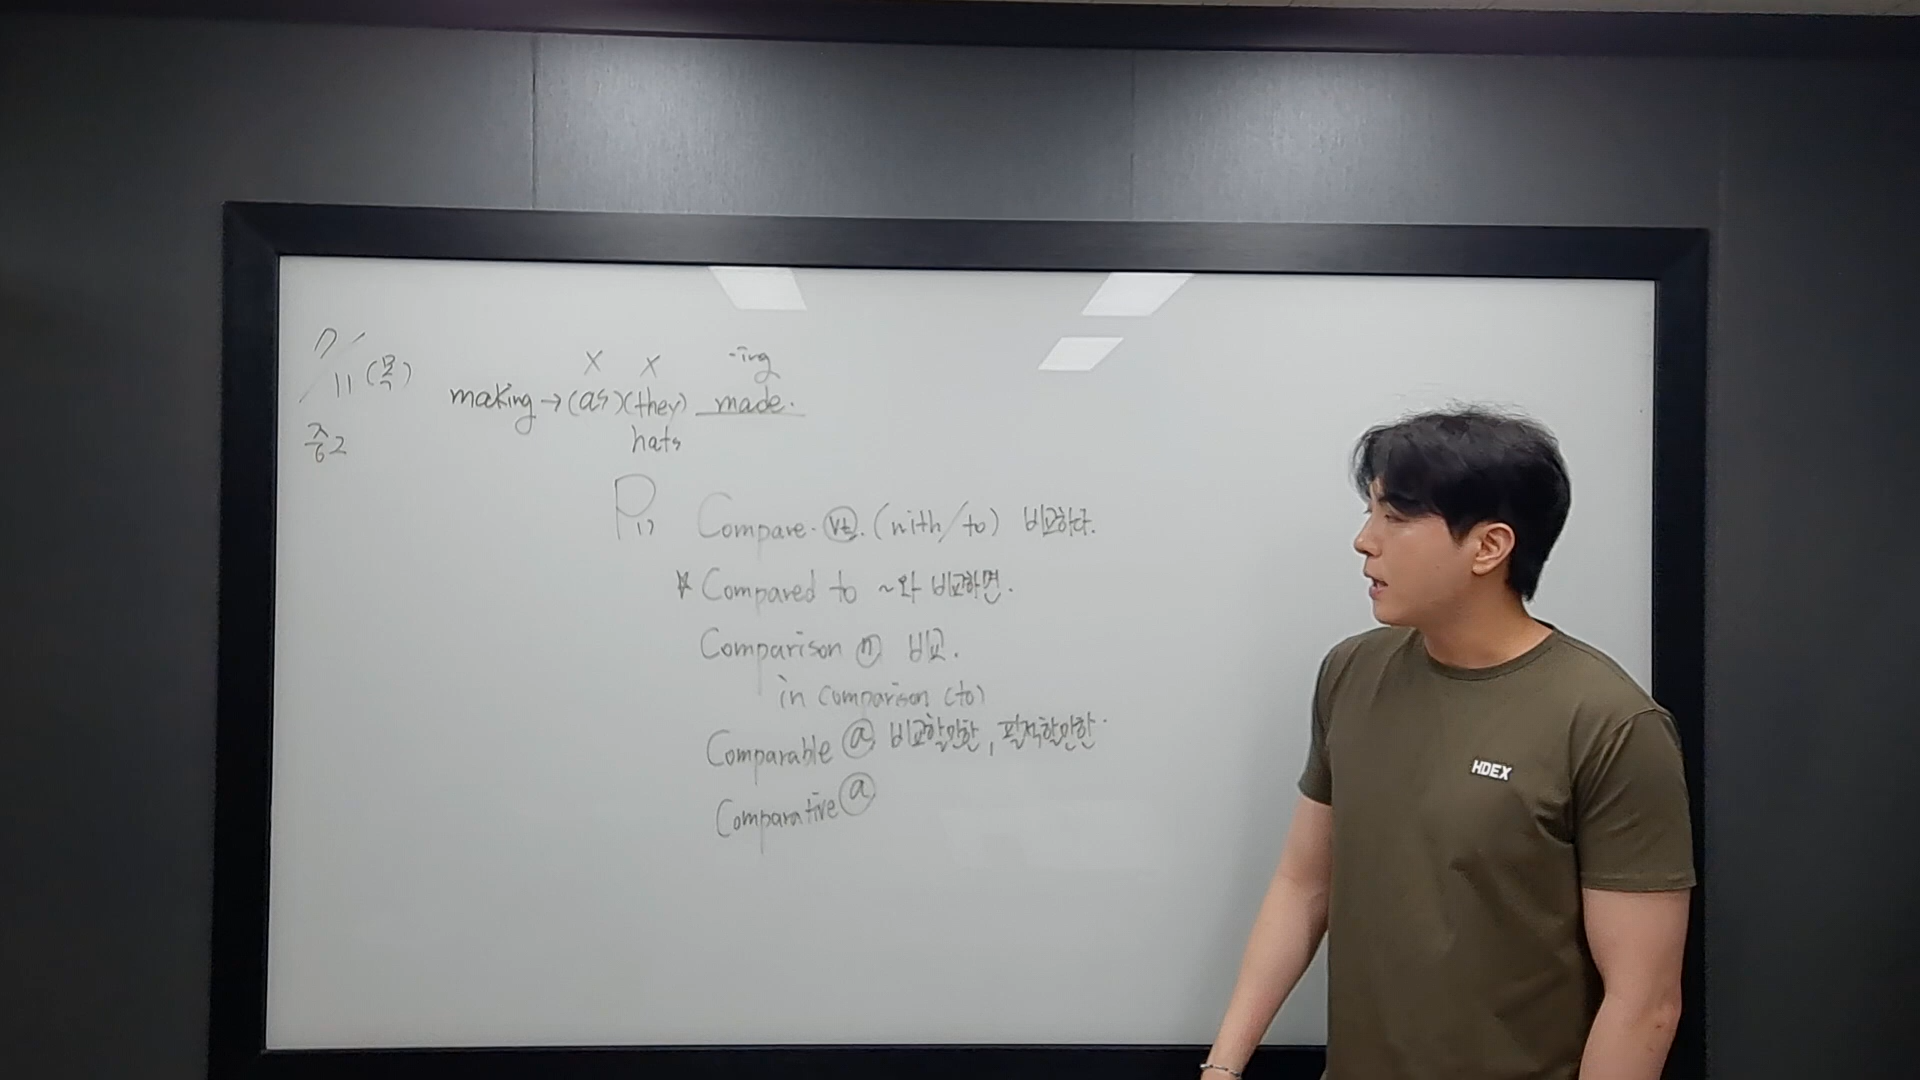 7/11 (목)
중2
x x -ing
making → (as)(they) made.
hats
P17 Compare. vt. (with/to) 비교하다.
☆ Compared to ~와 비교하면.
Comparison n 비교.
in comparison (to)
Comparable a 비교할만한, 필적할만한.
Comparative a
HDEX